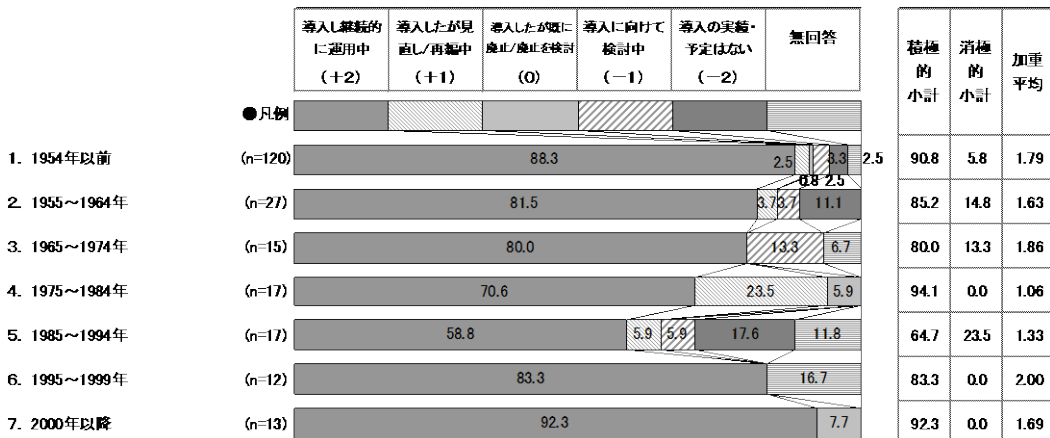 導入し継続的に運用中(+2) 導入したが見直し/再編中(+1) 導入したが既に廃止/廃止を検討(0) 導入に向けて検討中(-1) 導入の実績・予定はない(-2) 無回答 積極的小計 消極的小計 加重平均
●凡例
1. 1954年以前 (n=120) 88.3 2.5 0.8 2.5 3.3 2.5 90.8 5.8 1.79
2. 1955~1964年 (n=27) 81.5 3.7 3.7 11.1 85.2 14.8 1.63
3. 1965~1974年 (n=15) 80.0 13.3 6.7 80.0 13.3 1.86
4. 1975~1984年 (n=17) 70.6 23.5 5.9 94.1 0.0 1.06
5. 1985~1994年 (n=17) 58.8 5.9 5.9 17.6 11.8 64.7 23.5 1.33
6. 1995~1999年 (n=12) 83.3 16.7 83.3 0.0 2.00
7. 2000年以降 (n=13) 92.3 7.7 92.3 0.0 1.69